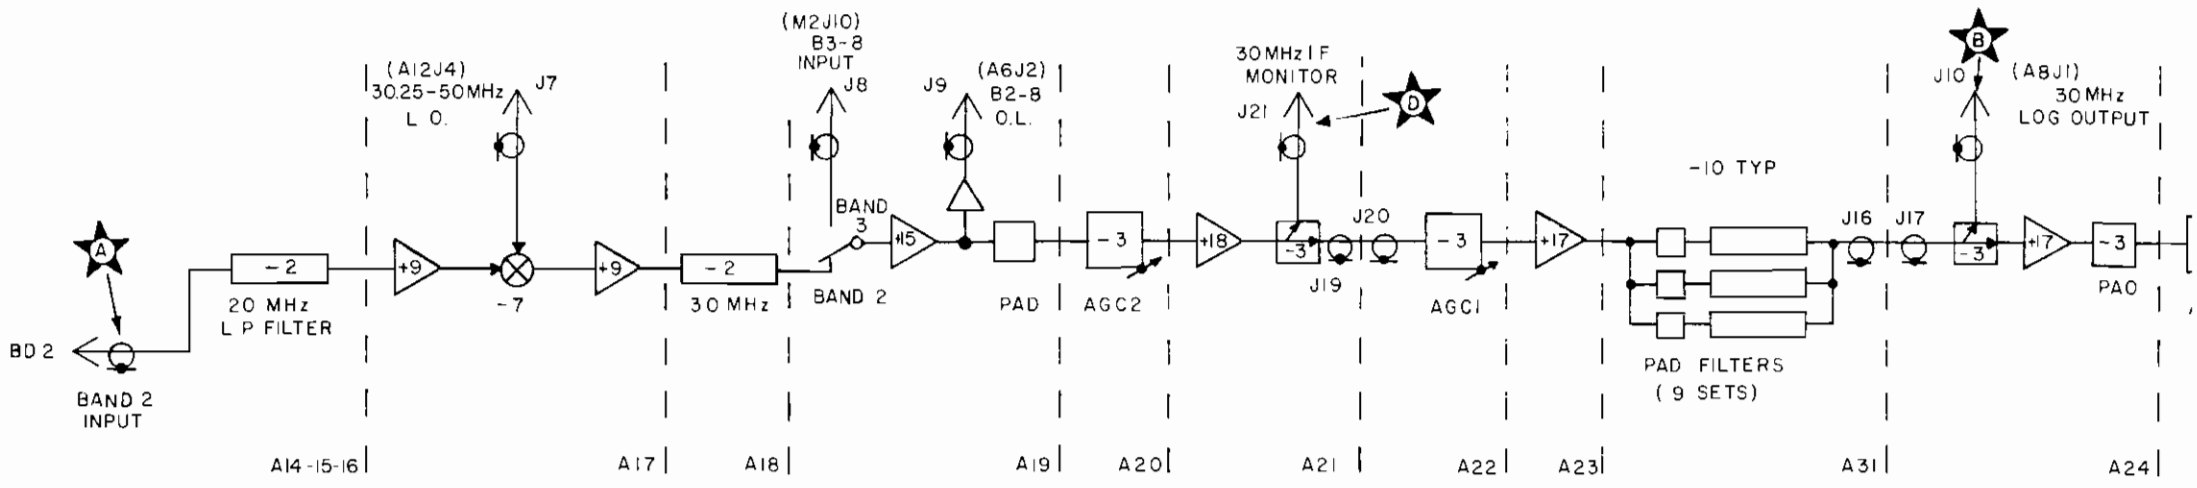 (M2J10)
B3-8
INPUT
J8
(A12J4)
30.25-50MHz
L O.
J7
J9
(A6J2)
B2-8
O.L.
30MHz IF
MONITOR
J21
D
B
J10
(A8J1)
30 MHz
LOG OUTPUT
-10 TYP
A
BD 2
BAND 2
INPUT
-2
20 MHz
L P FILTER
+9
-7
+9
-2
30 MHz
BAND
3
BAND 2
+15
PAD
-3
AGC2
+18
-3
J19
J20
-3
AGC1
+17
PAD FILTERS
( 9 SETS)
J16
J17
-3
+17
-3
PAO
A14-15-16
A17
A18
A19
A20
A21
A22
A23
A31
A24